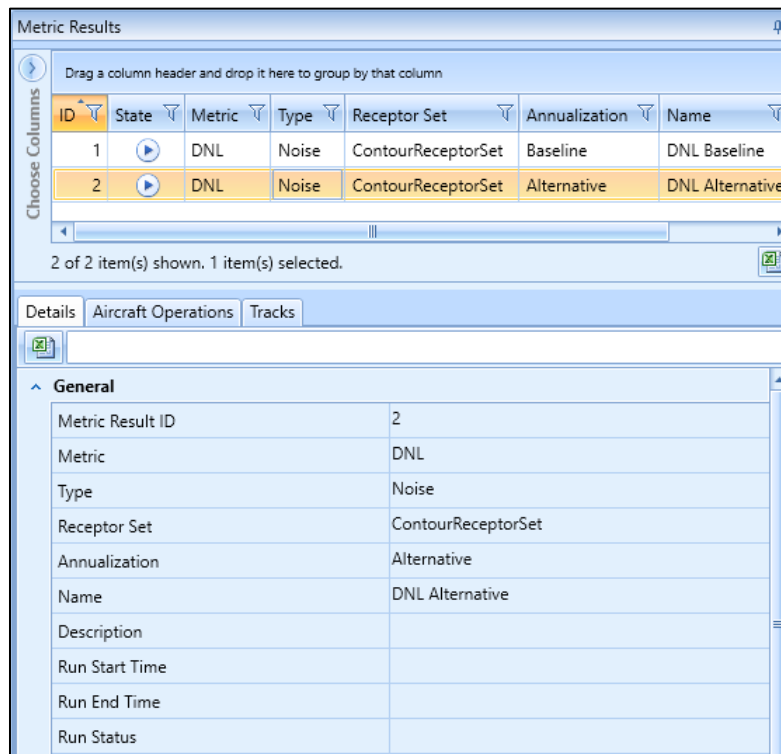 Metric Results
Choose Columns
Drag a column header and drop it here to group by that column
ID State Metric Type Receptor Set Annualization Name
1 DNL Noise ContourReceptorSet Baseline DNL Baseline
2 DNL Noise ContourReceptorSet Alternative DNL Alternative
2 of 2 item(s) shown. 1 item(s) selected.
Details Aircraft Operations Tracks
General
Metric Result ID 2
Metric DNL
Type Noise
Receptor Set ContourReceptorSet
Annualization Alternative
Name DNL Alternative
Description
Run Start Time
Run End Time
Run Status